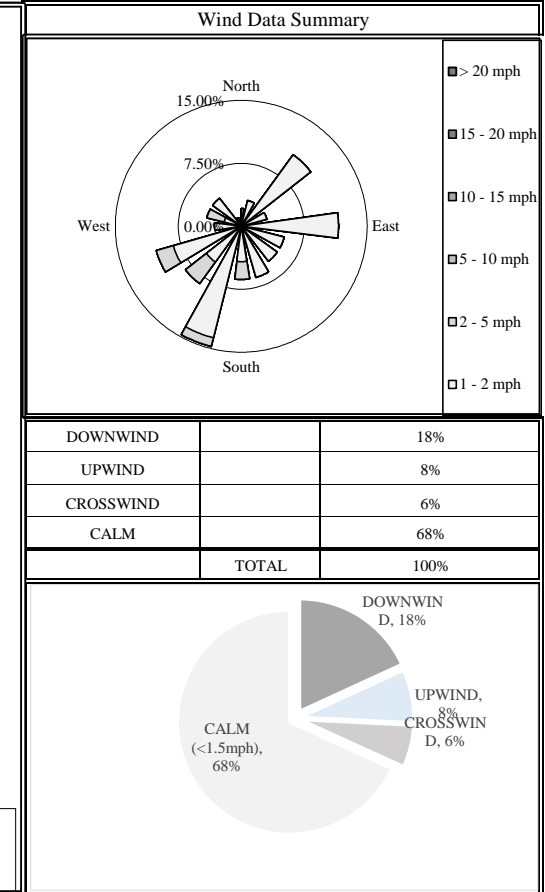 Wind Data Summary
North
15.00%
7.50%
West
0.00%
East
South
> 20 mph
15 - 20 mph
10 - 15 mph
5 - 10 mph
2 - 5 mph
1 - 2 mph
DOWNWIND 18%
UPWIND 8%
CROSSWIND 6%
CALM 68%
TOTAL 100%
DOWNWIN
D, 18%
UPWIND,
8%
CROSSWIN
D, 6%
CALM
(<1.5mph),
68%